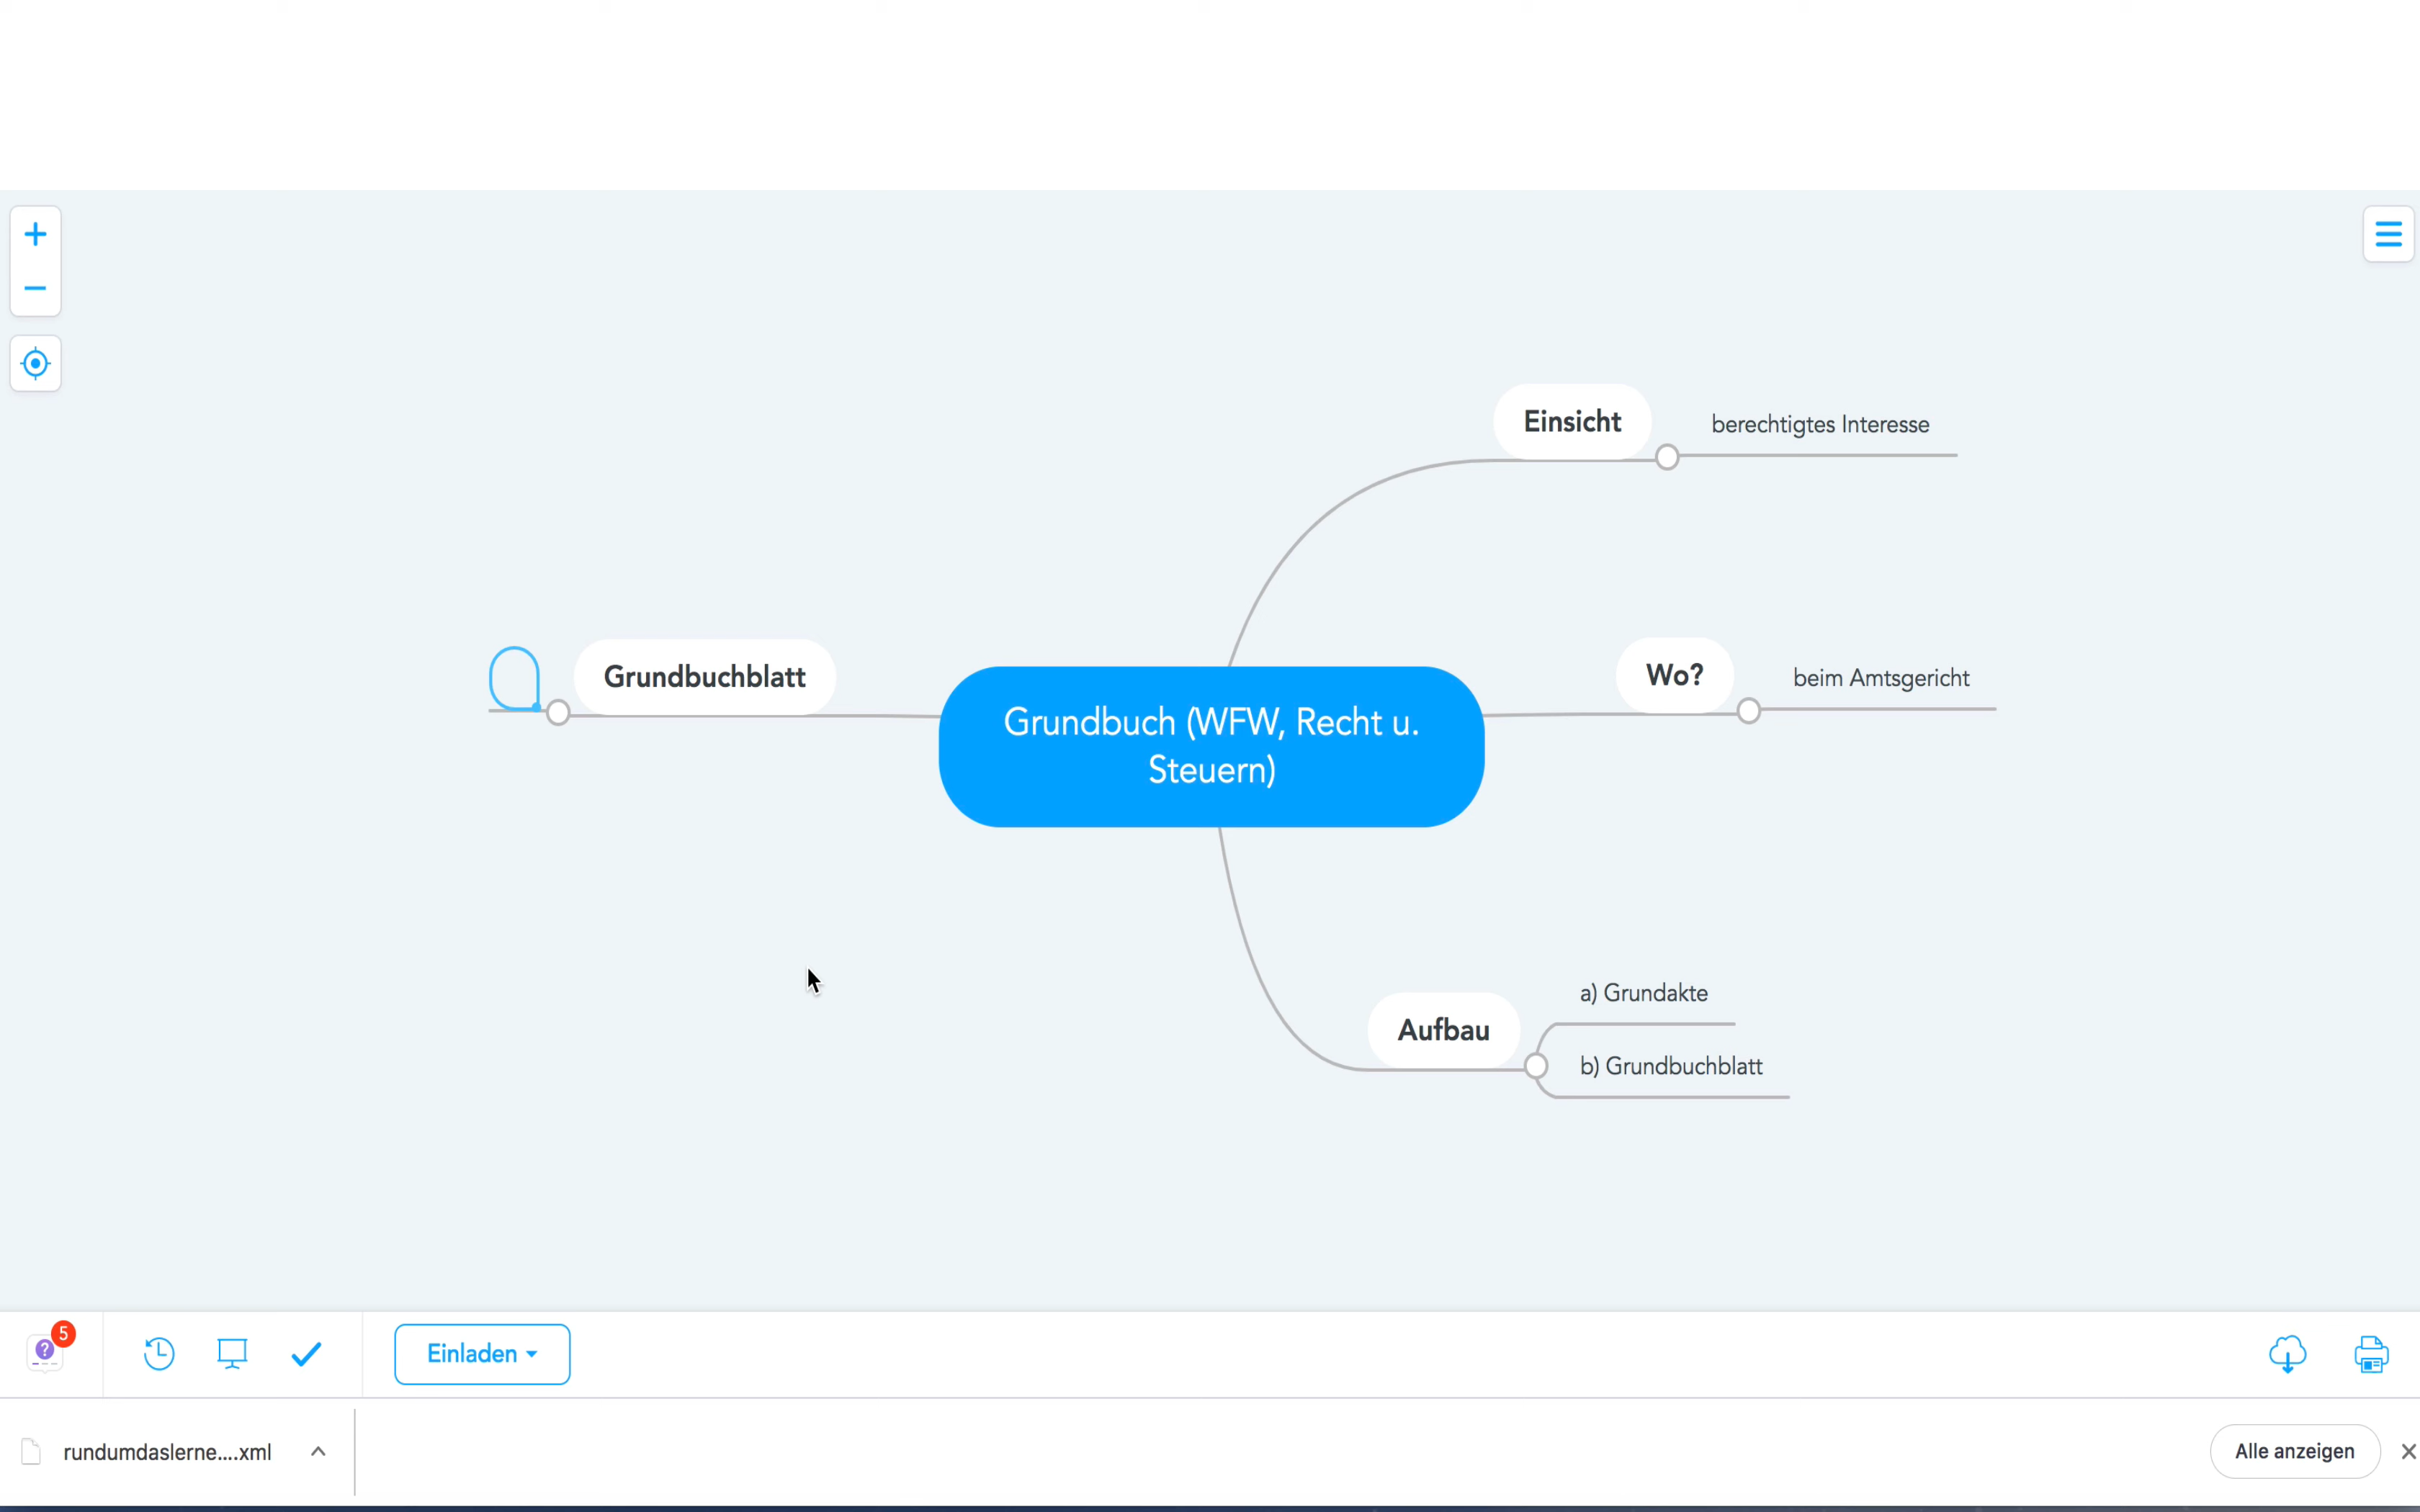 Einsicht
berechtigtes Interesse
Grundbuchblatt
Wo?
beim Amtsgericht
Grundbuch (WFW, Recht u.
Steuern)
Aufbau
a) Grundakte
b) Grundbuchblatt
5
?
Einladen
rundumdaslerne....xml
Alle anzeigen